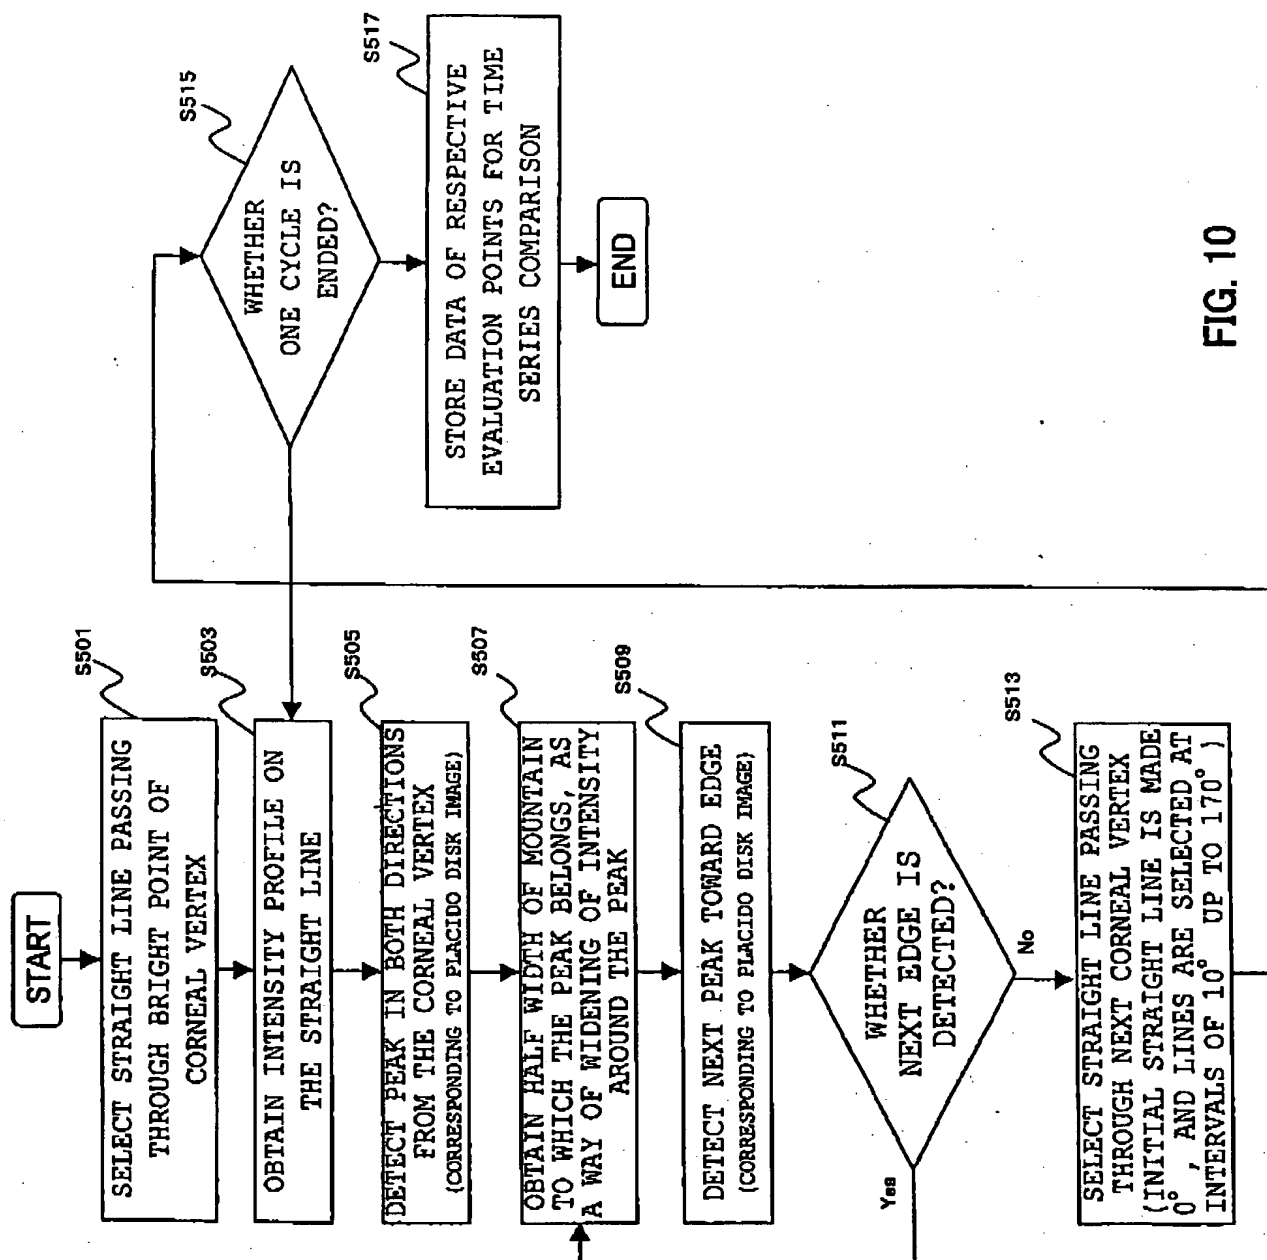 START
S501
SELECT STRAIGHT LINE PASSING
THROUGH BRIGHT POINT OF
CORNEAL VERTEX
S503
OBTAIN INTENSITY PROFILE ON
THE STRAIGHT LINE
S505
DETECT PEAK IN BOTH DIRECTIONS
FROM THE CORNEAL VERTEX
(CORRESPONDING TO PLACIDO DISK IMAGE)
S507
OBTAIN HALF WIDTH OF MOUNTAIN
TO WHICH THE PEAK BELONGS, AS
A WAY OF WIDENING OF INTENSITY
AROUND THE PEAK
S509
DETECT NEXT PEAK TOWARD EDGE
(CORRESPONDING TO PLACIDO DISK IMAGE)
S511
WHETHER
NEXT EDGE IS
DETECTED?
Yes
No
S513
SELECT STRAIGHT LINE PASSING
THROUGH NEXT CORNEAL VERTEX
(INITIAL STRAIGHT LINE IS MADE
0°, AND LINES ARE SELECTED AT
INTERVALS OF 10° UP TO 170°)
S515
WHETHER
ONE CYCLE IS
ENDED?
S517
STORE DATA OF RESPECTIVE
EVALUATION POINTS FOR TIME
SERIES COMPARISON
END
FIG. 10